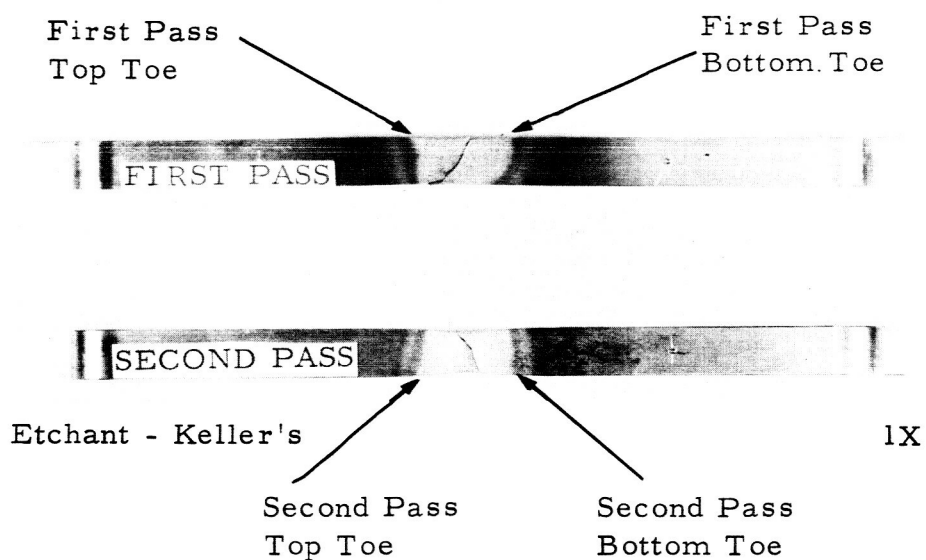 First Pass
Top Toe
First Pass
Bottom.Toe
FIRST PASS
SECOND PASS
Etchant - Keller's
1X
Second Pass
Top Toe
Second Pass
Bottom Toe